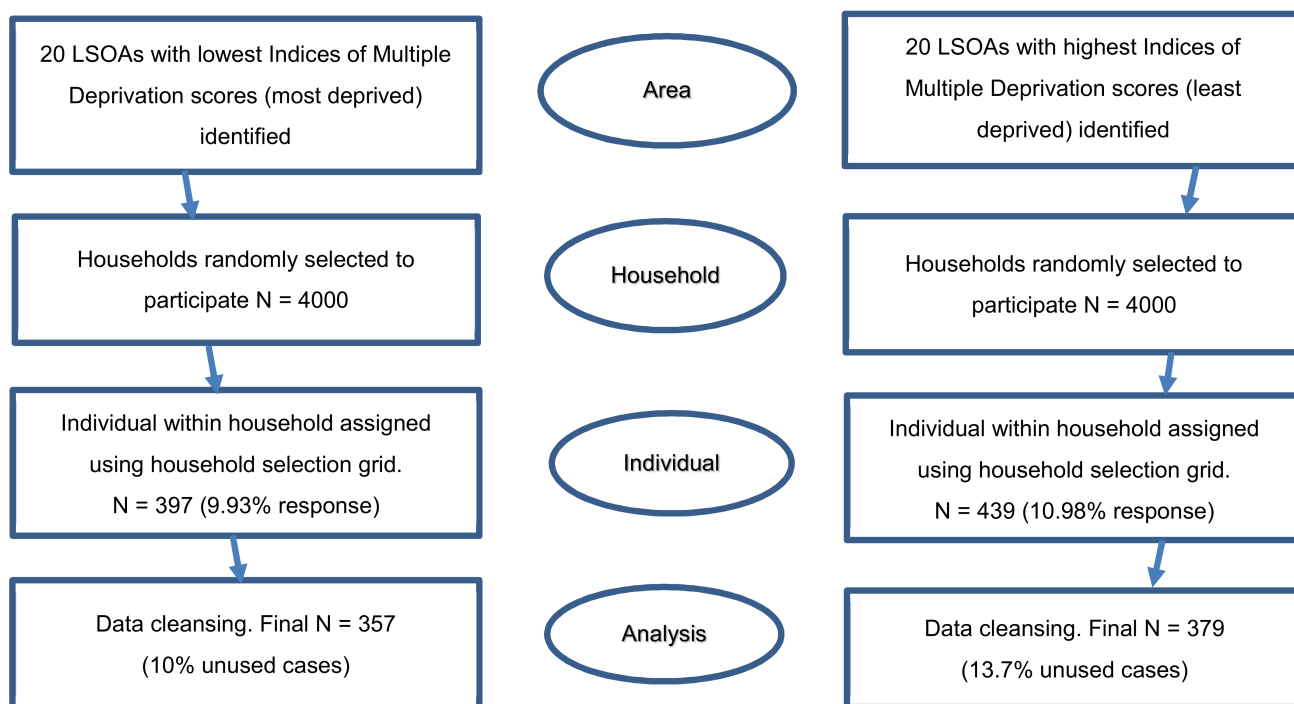 20 LSOAs with lowest Indices of Multiple
Deprivation scores (most deprived)
identified
Area
20 LSOAs with highest Indices of
Multiple Deprivation scores (least
deprived) identified
Households randomly selected to
participate N = 4000
Household
Households randomly selected to
participate N = 4000
Individual within household assigned
using household selection grid.
N = 397 (9.93% response)
Individual
Individual within household assigned
using household selection grid.
N = 439 (10.98% response)
Data cleansing. Final N = 357
(10% unused cases)
Analysis
Data cleansing. Final N = 379
(13.7% unused cases)